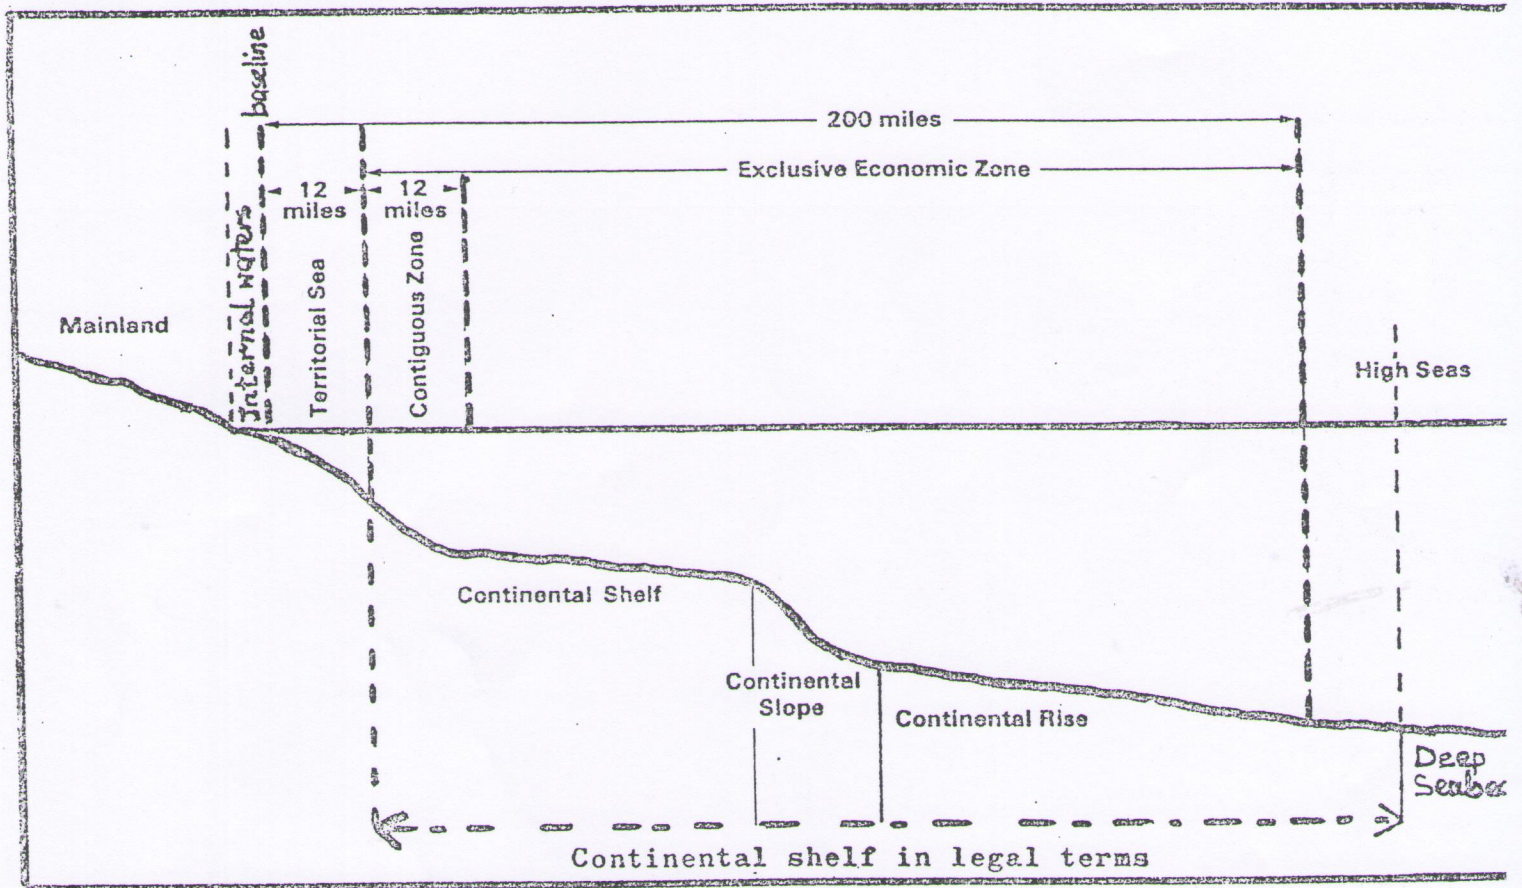 baseline
200 miles
Exclusive Economic Zone
12
miles
12
miles
Internal waters
Territorial Sea
Contiguous Zone
Mainland
High Seas
Continental Shelf
Continental
Slope
Continental Rise
Deep
Continental shelf in legal terms